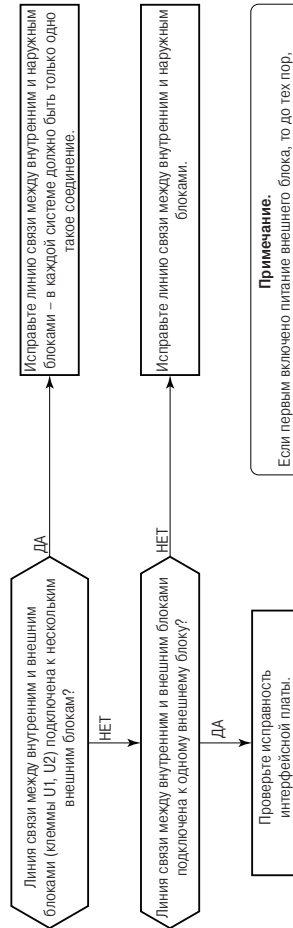 Линия связи между внутренним и внешним
блоками (клеммы U1, U2) подключена к нескольким
внешним блокам?
ДА
Исправьте линию связи между внутренним и наружным
блоками – в каждой системе должно быть только одно
такое соединение.
НЕТ
Линия связи между внутренним и внешним блоками
подключена к одному внешнему блоку?
НЕТ
Исправьте линию связи между внутренним и наружным
блоками.
ДА
Проверьте исправность
интерфейсной платы.
Примечание.
Если первым включено питание внешнего блока, то до тех пор,